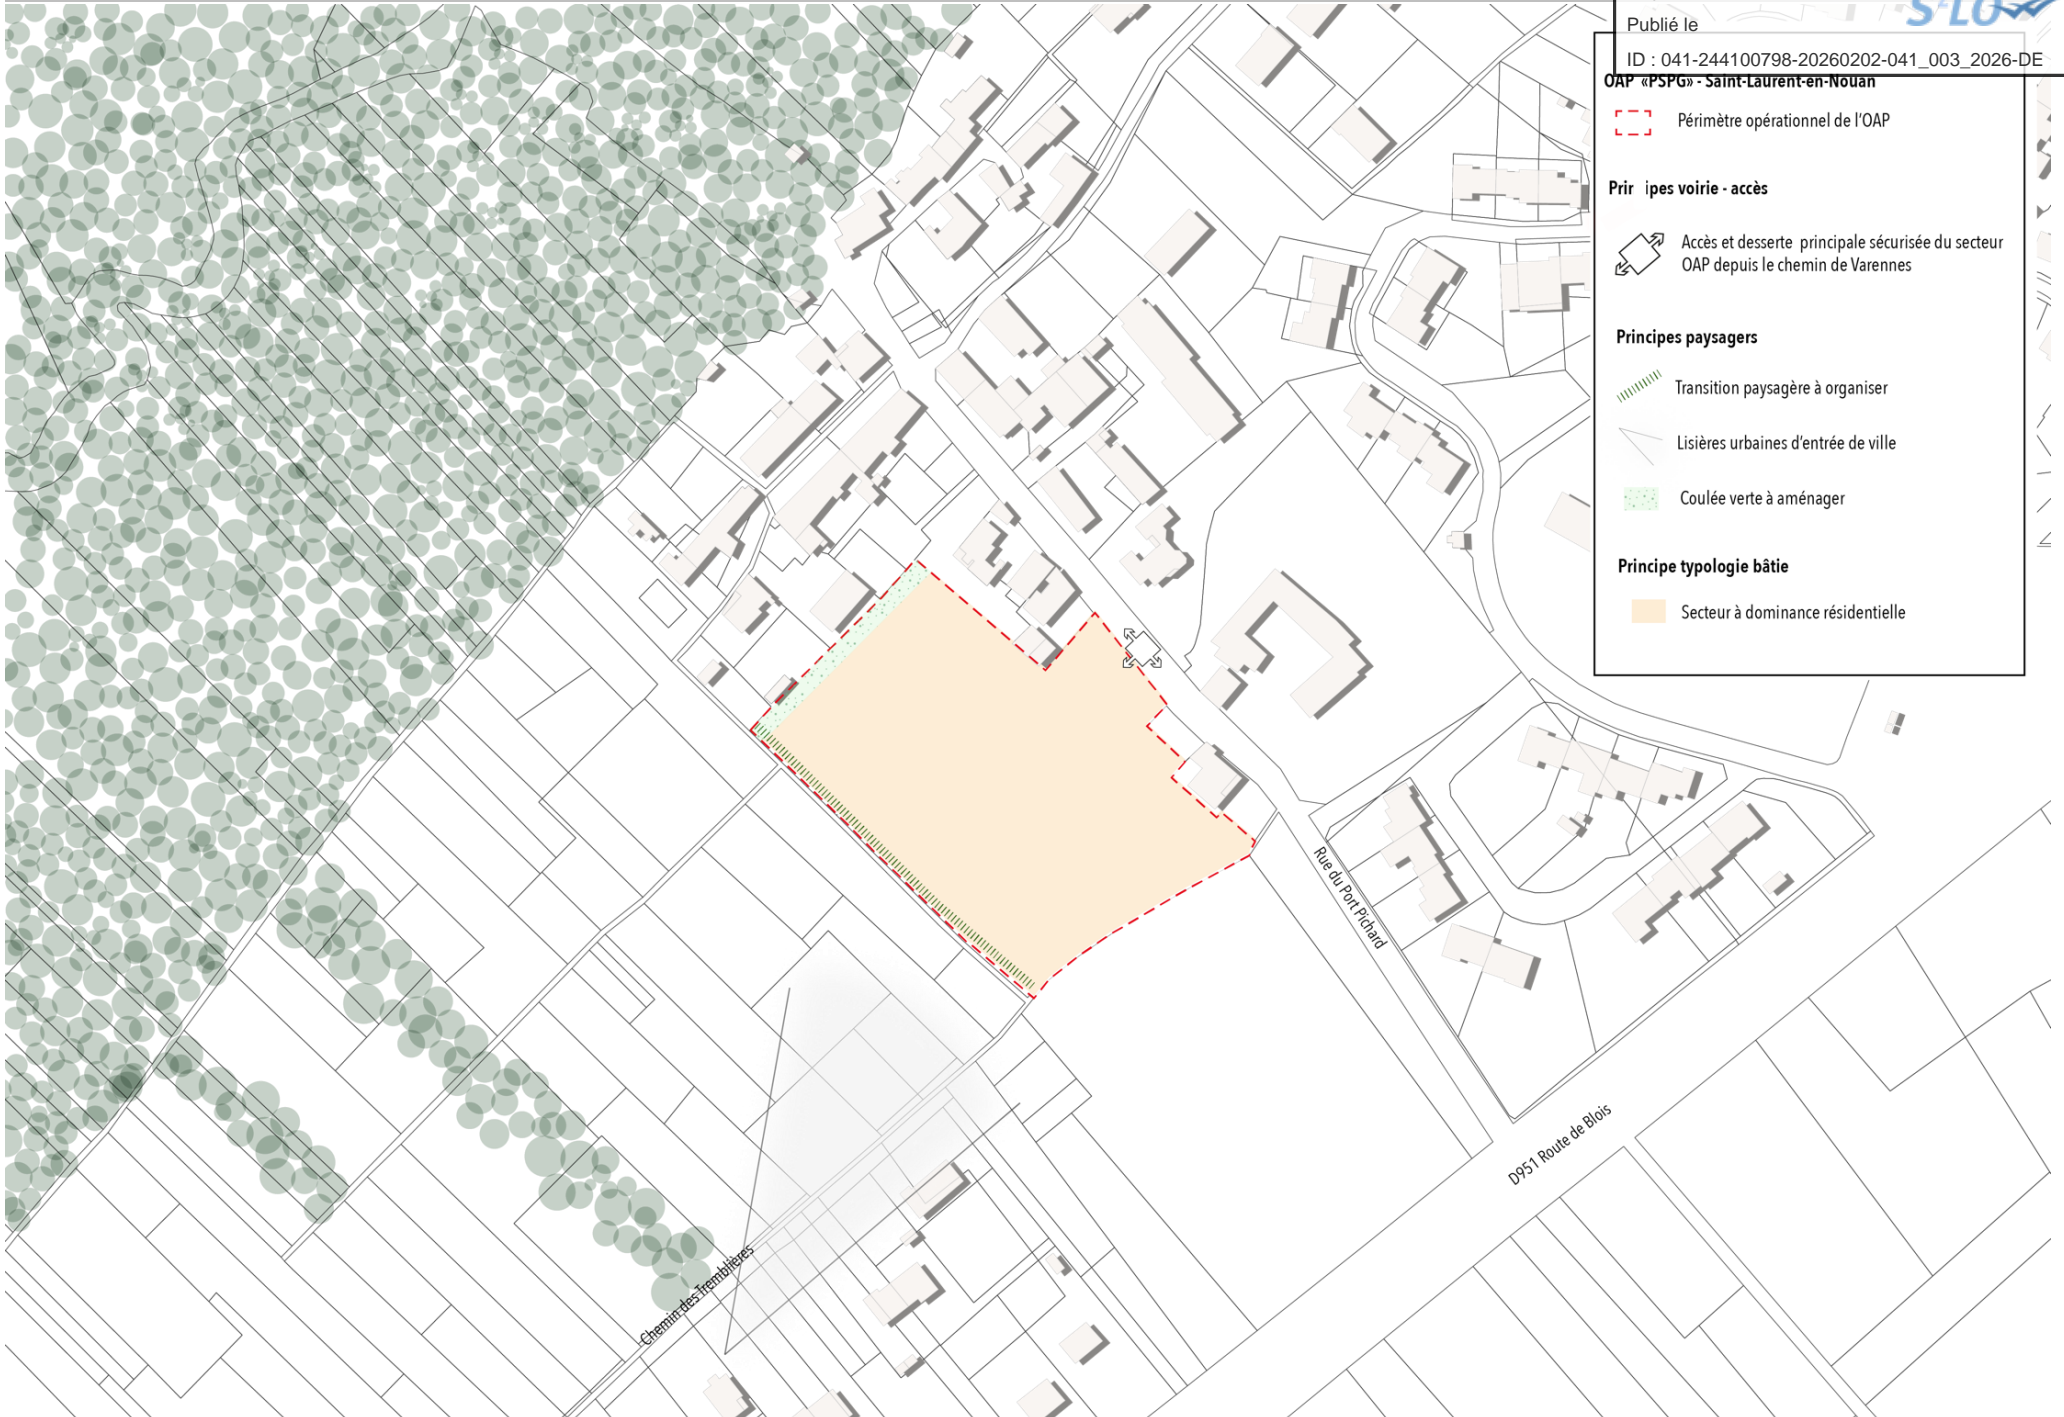 S²LO
Publié le
ID : 041-244100798-20260202-041_003_2026-DE
OAP «PSPG» - Saint-Laurent-en-Nouan
Périmètre opérationnel de l'OAP
Prir ipes voirie - accès
Accès et desserte principale sécurisée du secteur
OAP depuis le chemin de Varennes
Principes paysagers
Transition paysagère à organiser
Lisières urbaines d'entrée de ville
Coulée verte à aménager
Principe typologie bâtie
Secteur à dominance résidentielle
Rue du Port Pichard
D951 Route de Blois
Chemin des Tremblières